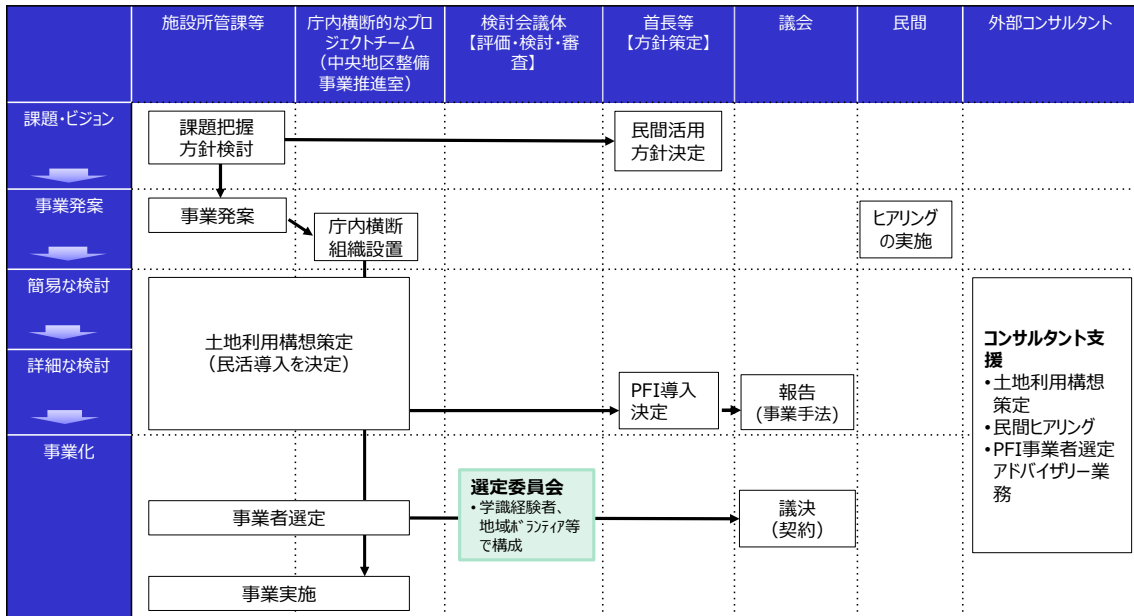 施設所管課等
庁内横断的なプロ
ジェクトチーム
(中央地区整備
事業推進室)
検討会議体
【評価・検討・審
査】
首長等
【方針策定】
議会
民間
外部コンサルタント
課題・ビジョン
課題把握
方針検討
民間活用
方針決定
事業発案
事業発案
庁内横断
組織設置
ヒアリング
の実施
簡易な検討
土地利用構想策定
(民活導入を決定)
コンサルタント支
援
・土地利用構想
策定
・民間ヒアリング
・PFI事業者選定
アドバイザリー業
務
詳細な検討
PFI導入
決定
報告
(事業手法)
事業化
選定委員会
・学識経験者、
地域ボランティア等
で構成
事業者選定
議決
(契約)
事業実施